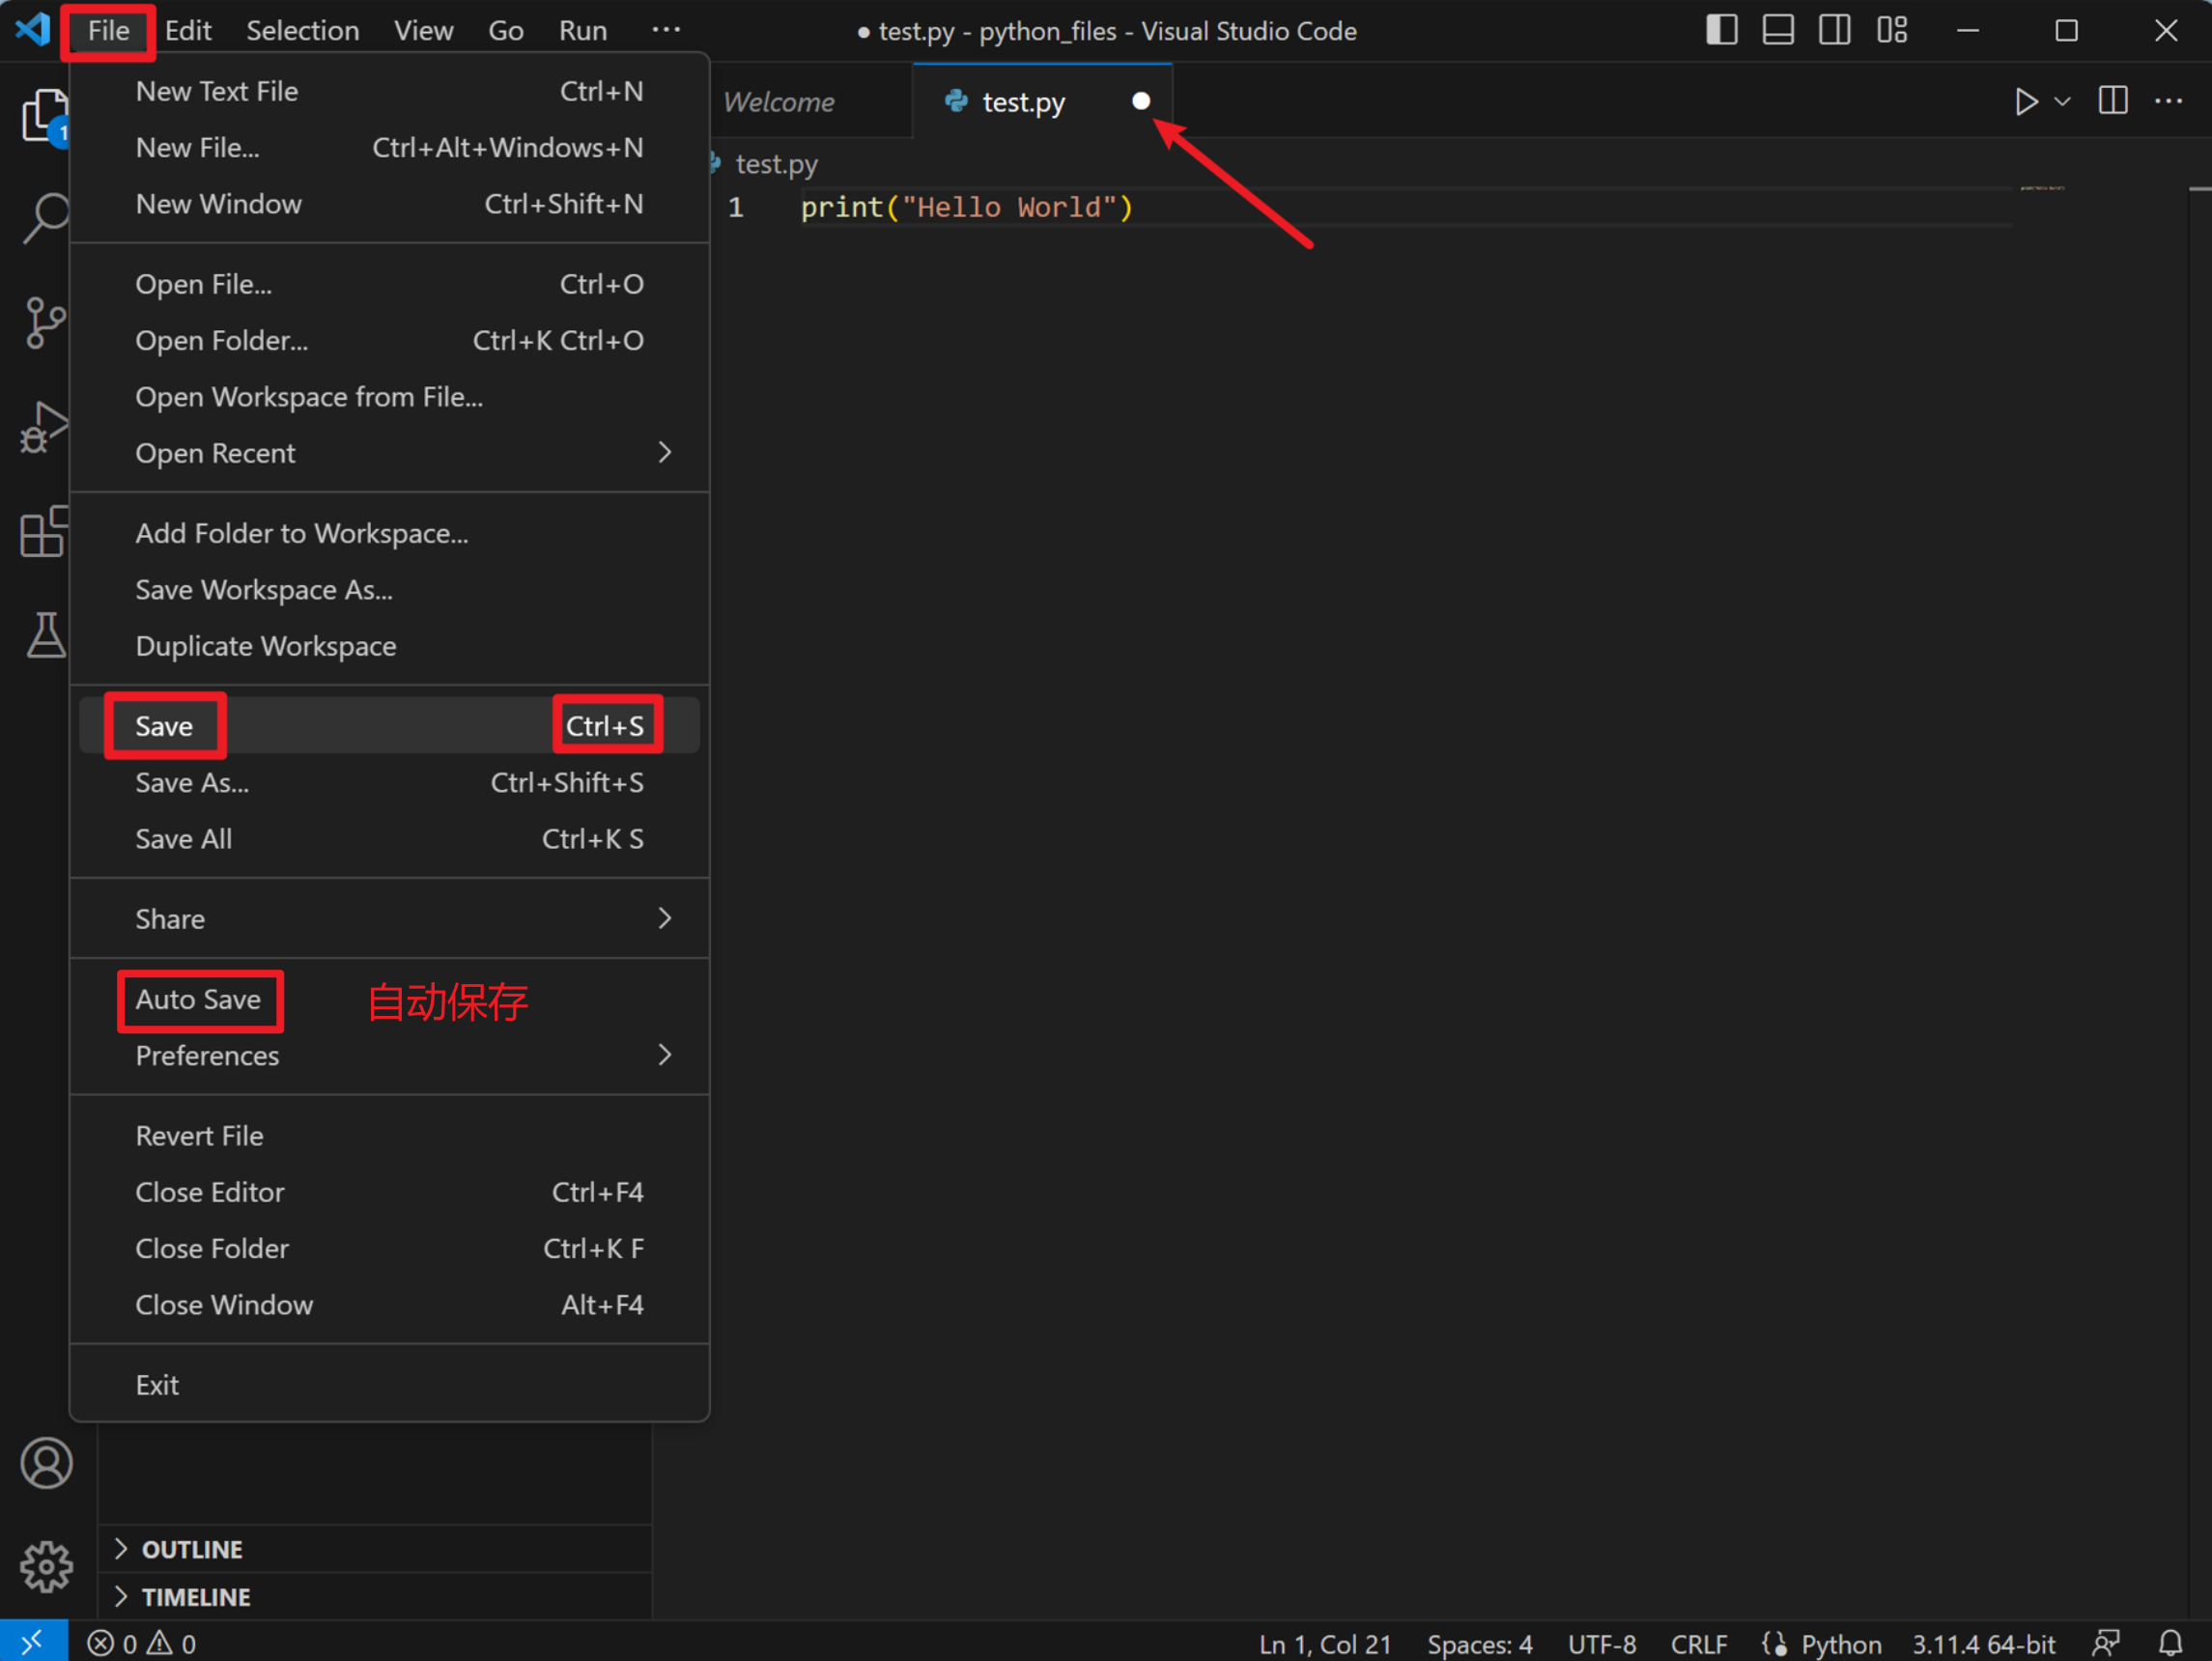 File Edit Selection View Go Run ···
● test.py - python_files - Visual Studio Code
New Text File Ctrl+N
New File... Ctrl+Alt+Windows+N
New Window Ctrl+Shift+N
Open File... Ctrl+O
Open Folder... Ctrl+K Ctrl+O
Open Workspace from File...
Open Recent
Add Folder to Workspace...
Save Workspace As...
Duplicate Workspace
Save Ctrl+S
Save As... Ctrl+Shift+S
Save All Ctrl+K S
Share
Auto Save 自动保存
Preferences
Revert File
Close Editor Ctrl+F4
Close Folder Ctrl+K F
Close Window Alt+F4
Exit
1
Welcome test.py
test.py
1 print("Hello World")
OUTLINE
TIMELINE
0 0
Ln 1, Col 21 Spaces: 4 UTF-8 CRLF Python 3.11.4 64-bit